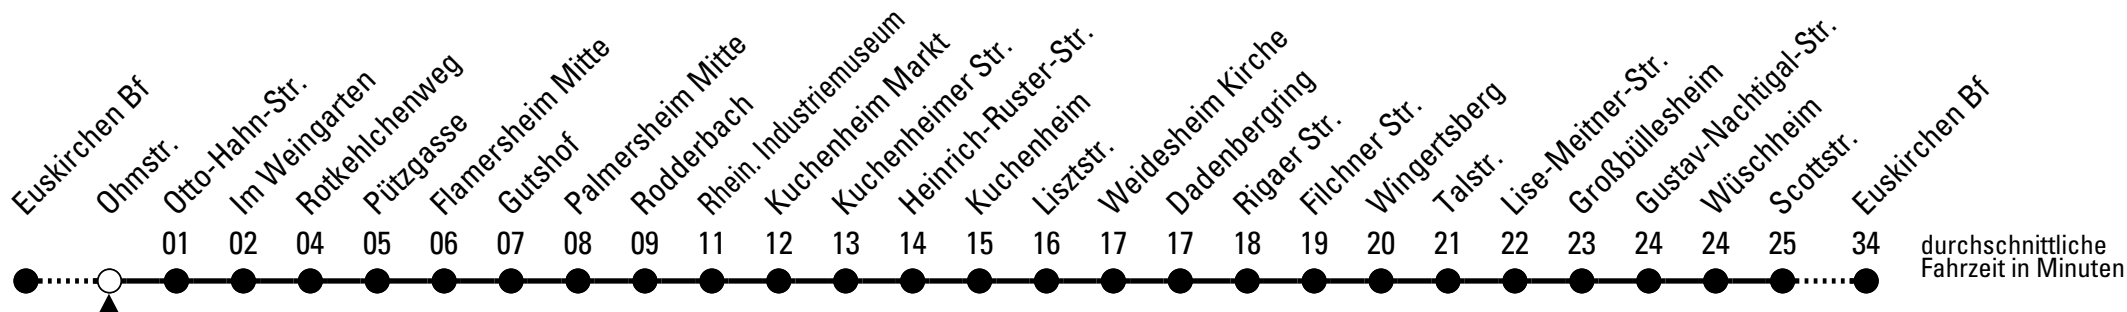 Euskirchen Bf
Ohmstr.
Otto-Hahn-Str.
Im Weingarten
Rotkehlchenweg
Pützgasse
Flamersheim Mitte
Gutshof
Palmersheim Mitte
Rodderbach
Rhein. Industriemuseum
Kuchenheim Markt
Kuchenheimer Str.
Heinrich-Ruster-Str.
Kuchenheim
Lisztstr.
Weidesheim Kirche
Dadenbergring
Rigaer Str.
Filchner Str.
Wingertsberg
Talstr.
Lise-Meitner-Str.
Großbüllesheim
Gustav-Nachtigal-Str.
Wüschheim
Scottstr.
Euskirchen Bf
01 02 04 05 06 07 08 09 11 12 13 14 15 16 17 17 18 19 20 21 22 23 24 24 25 34
durchschnittliche
Fahrzeit in Minuten